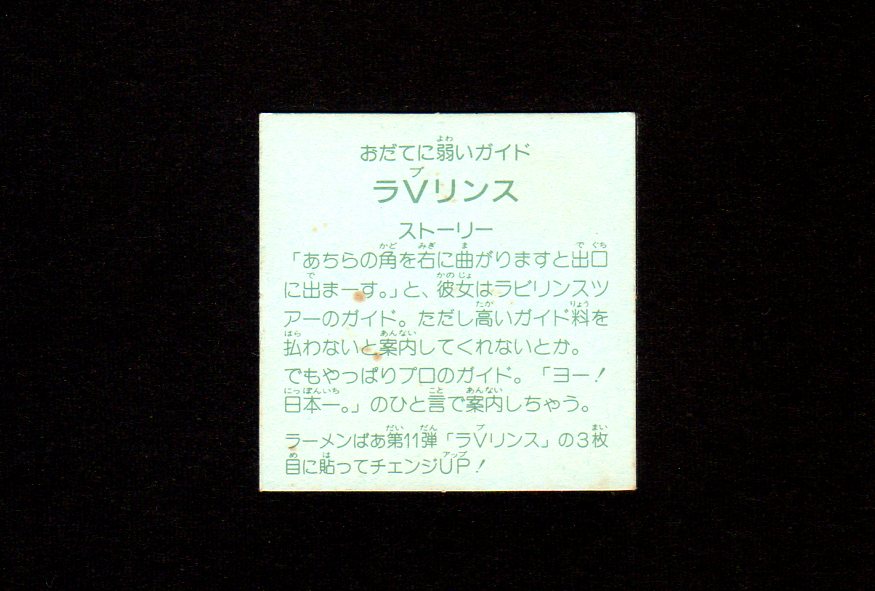 おだてに弱いガイド
ラVリンス
ストーリー
「あちらの角を右に曲がりますと出口
に出まーす。」と、彼女はラビリンスツ
アーのガイド。ただし高いガイド料を
払わないと案内してくれないとか。
でもやっぱりプロのガイド。「ヨー!
日本一。」のひと言で案内しちゃう。
ラーメンばあ第11弾「ラVリンス」の3枚
目に貼ってチェンジUP!